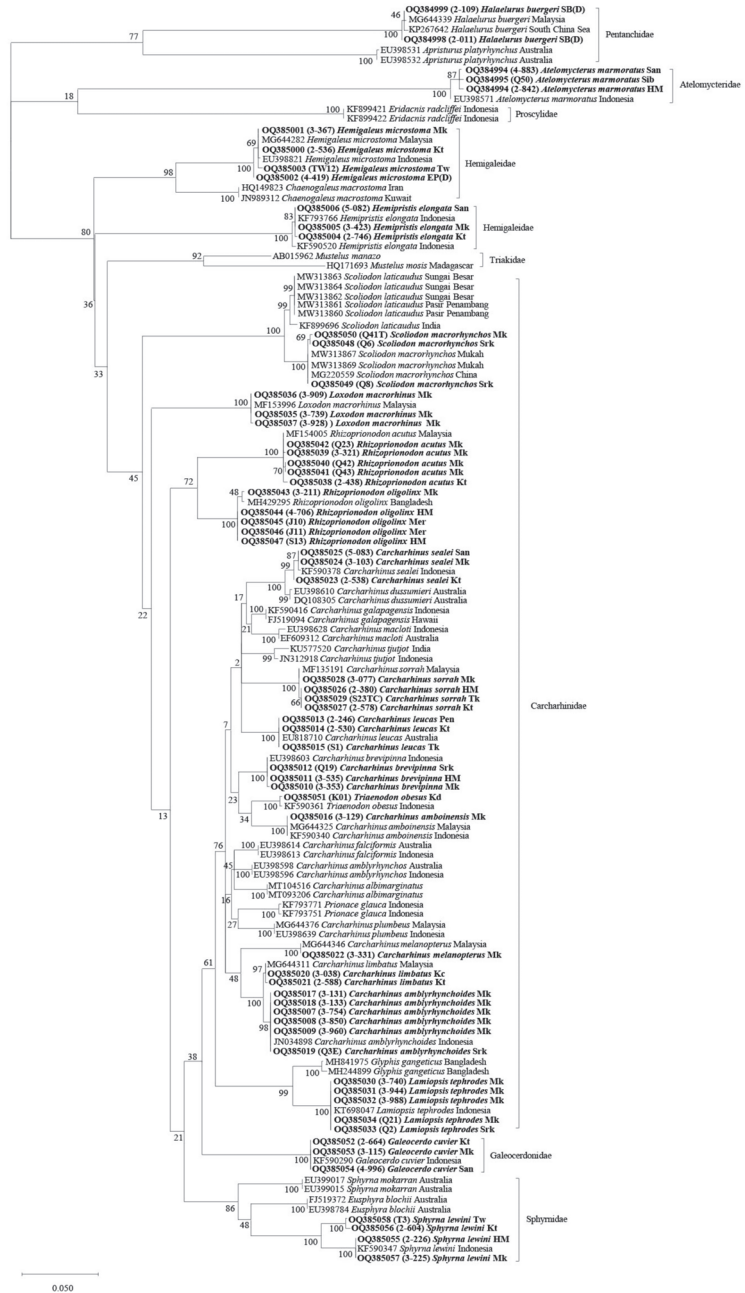 OQ384999 (2-109) Halaelurus buergeri SB(D)
46
MG644339 Halaelurus buergeri Malaysia
KP267642 Halaelurus buergeri South China Sea
100
OQ384998 (2-011) Halaelurus buergeri SB(D)
Pentanchidae
77
EU398531 Apristurus platyrhynchus Australia
100
EU398532 Apristurus platyrhynchus Australia
OQ384994 (4-883) Atelomycterus marmoratus San
87
OQ384995 (Q50) Atelomycterus marmoratus Sib
OQ384994 (2-842) Atelomycterus marmoratus HM
100
EU398571 Atelomycterus marmoratus Indonesia
Atelomycteridae
18
KF899421 Eridacnis radcliffei Indonesia
100
KF899422 Eridacnis radcliffei Indonesia
Proscylidae
OQ385001 (3-367) Hemigaleus microstoma Mk
MG644282 Hemigaleus microstoma Malaysia
69
OQ385000 (2-536) Hemigaleus microstoma Kt
EU398821 Hemigaleus microstoma Indonesia
100
OQ385003 (TW12) Hemigaleus microstoma Tw
OQ385002 (4-419) Hemigaleus microstoma EP(D)
Hemigaleidae
98
HQ149823 Chaenogaleus macrostoma Iran
100
JN989312 Chaenogaleus macrostoma Kuwait
OQ385006 (5-082) Hemipristis elongata San
83
KF793766 Hemipristis elongata Indonesia
OQ385005 (3-423) Hemipristis elongata Mk
OQ385004 (2-746) Hemipristis elongata Kt
100
KF590520 Hemipristis elongata Indonesia
Hemigaleidae
80
92
AB015962 Mustelus manazo
HQ171693 Mustelus mosis Madagascar
Triakidae
36
MW313863 Scoliodon laticaudus Sungai Besar
MW313864 Scoliodon laticaudus Sungai Besar
99
MW313862 Scoliodon laticaudus Sungai Besar
MW313861 Scoliodon laticaudus Pasir Penambang
MW313860 Scoliodon laticaudus Pasir Penambang
99
KF899696 Scoliodon laticaudus India
100
OQ385050 (Q41T) Scoliodon macrorhynchos Mk
69
OQ385048 (Q6) Scoliodon macrorhynchos Srk
MW313867 Scoliodon macrorhynchos Mukah
MW313869 Scoliodon macrorhynchos Mukah
MG220559 Scoliodon macrorhynchos China
100
OQ385049 (Q8) Scoliodon macrorhynchos Srk
33
OQ385036 (3-909) Loxodon macrorhinus Mk
MF153996 Loxodon macrorhinus Malaysia
100
OQ385035 (3-739) Loxodon macrorhinus Mk
OQ385037 (3-928) ) Loxodon macrorhinus Mk
45
MF154005 Rhizoprionodon acutus Malaysia
OQ385042 (Q23) Rhizoprionodon acutus Mk
100
OQ385039 (3-321) Rhizoprionodon acutus Mk
OQ385040 (Q42) Rhizoprionodon acutus Mk
70
OQ385041 (Q43) Rhizoprionodon acutus Mk
OQ385038 (2-438) Rhizoprionodon acutus Kt
72
48
OQ385043 (3-211) Rhizoprionodon oligolinx Mk
MH429295 Rhizoprionodon oligolinx Bangladesh
OQ385044 (4-706) Rhizoprionodon oligolinx HM
OQ385045 (J10) Rhizoprionodon oligolinx Mer
OQ385046 (J11) Rhizoprionodon oligolinx Mer
100
OQ385047 (S13) Rhizoprionodon oligolinx HM
22
87
OQ385025 (5-083) Carcharhinus sealei San
OQ385024 (3-103) Carcharhinus sealei Mk
99
KF590378 Carcharhinus sealei Indonesia
OQ385023 (2-538) Carcharhinus sealei Kt
100
EU398610 Carcharhinus dussumieri Australia
99
DQ108305 Carcharhinus dussumieri Australia
17
KF590416 Carcharhinus galapagensis Indonesia
100
FJ519094 Carcharhinus galapagensis Hawaii
21
EU398628 Carcharhinus macloti Indonesia
100
EF609312 Carcharhinus macloti Australia
KU577520 Carcharhinus tjutjot India
99
JN312918 Carcharhinus tjutjot Indonesia
2
MF135191 Carcharhinus sorrah Malaysia
OQ385028 (3-077) Carcharhinus sorrah Mk
100
OQ385026 (2-380) Carcharhinus sorrah HM
OQ385029 (S23TC) Carcharhinus sorrah Tk
66
OQ385027 (2-578) Carcharhinus sorrah Kt
OQ385013 (2-246) Carcharhinus leucas Pen
OQ385014 (2-530) Carcharhinus leucas Kt
EU818710 Carcharhinus leucas Australia
100
OQ385015 (S1) Carcharhinus leucas Tk
Carcharhinidae
7
EU398603 Carcharhinus brevipinna Indonesia
OQ385012 (Q19) Carcharhinus brevipinna Srk
OQ385011 (3-535) Carcharhinus brevipinna HM
100
OQ385010 (3-353) Carcharhinus brevipinna Mk
23
OQ385051 (K01) Triaenodon obesus Kd
100
KF590361 Triaenodon obesus Indonesia
34
OQ385016 (3-129) Carcharhinus amboinensis Mk
MG644325 Carcharhinus amboinensis Malaysia
100
KF590340 Carcharhinus amboinensis Indonesia
13
76
100
EU398614 Carcharhinus falciformis Australia
EU398613 Carcharhinus falciformis Indonesia
45
EU398598 Carcharhinus amblyrhynchos Australia
100
EU398596 Carcharhinus amblyrhynchos Indonesia
MT104516 Carcharhinus albimarginatus
100
MT093206 Carcharhinus albimarginatus
16
KF793771 Prionace glauca Indonesia
100
KF793751 Prionace glauca Indonesia
27
MG644376 Carcharhinus plumbeus Malaysia
100
EU398639 Carcharhinus plumbeus Indonesia
MG644346 Carcharhinus melanopterus Malaysia
100
OQ385022 (3-331) Carcharhinus melanopterus Mk
48
MG644311 Carcharhinus limbatus Malaysia
97
OQ385020 (3-038) Carcharhinus limbatus Kc
OQ385021 (2-588) Carcharhinus limbatus Kt
100
OQ385017 (3-131) Carcharhinus amblyrhynchoides Mk
OQ385018 (3-133) Carcharhinus amblyrhynchoides Mk
OQ385007 (3-754) Carcharhinus amblyrhynchoides Mk
OQ385008 (3-850) Carcharhinus amblyrhynchoides Mk
98
OQ385009 (3-960) Carcharhinus amblyrhynchoides Mk
JN034898 Carcharhinus amblyrhynchoides Indonesia
OQ385019 (Q3E) Carcharhinus amblyrhynchoides Srk
61
MH841975 Glyphis gangeticus Bangladesh
100
MH244899 Glyphis gangeticus Bangladesh
99
OQ385030 (3-740) Lamiopsis tephrodes Mk
OQ385031 (3-944) Lamiopsis tephrodes Mk
OQ385032 (3-988) Lamiopsis tephrodes Mk
KT698047 Lamiopsis tephrodes Indonesia
100
OQ385034 (Q21) Lamiopsis tephrodes Mk
OQ385033 (Q2) Lamiopsis tephrodes Srk
38
OQ385052 (2-664) Galeocerdo cuvier Kt
OQ385053 (3-115) Galeocerdo cuvier Mk
100
KF590290 Galeocerdo cuvier Indonesia
OQ385054 (4-996) Galeocerdo cuvier San
Galeocerdonidae
21
EU399017 Sphyrna mokarran Australia
100
EU399015 Sphyrna mokarran Australia
86
FJ519372 Eusphyra blochii Australia
100
EU398784 Eusphyra blochii Australia
48
OQ385058 (T3) Sphyrna lewini Tw
100
OQ385056 (2-604) Sphyrna lewini Kt
100
OQ385055 (2-226) Sphyrna lewini HM
KF590347 Sphyrna lewini Indonesia
100
OQ385057 (3-225) Sphyrna lewini Mk
Sphyrnidae
0.050